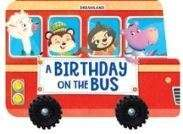 DREAMLAND
A BIRTHDAY
ON THE BUS